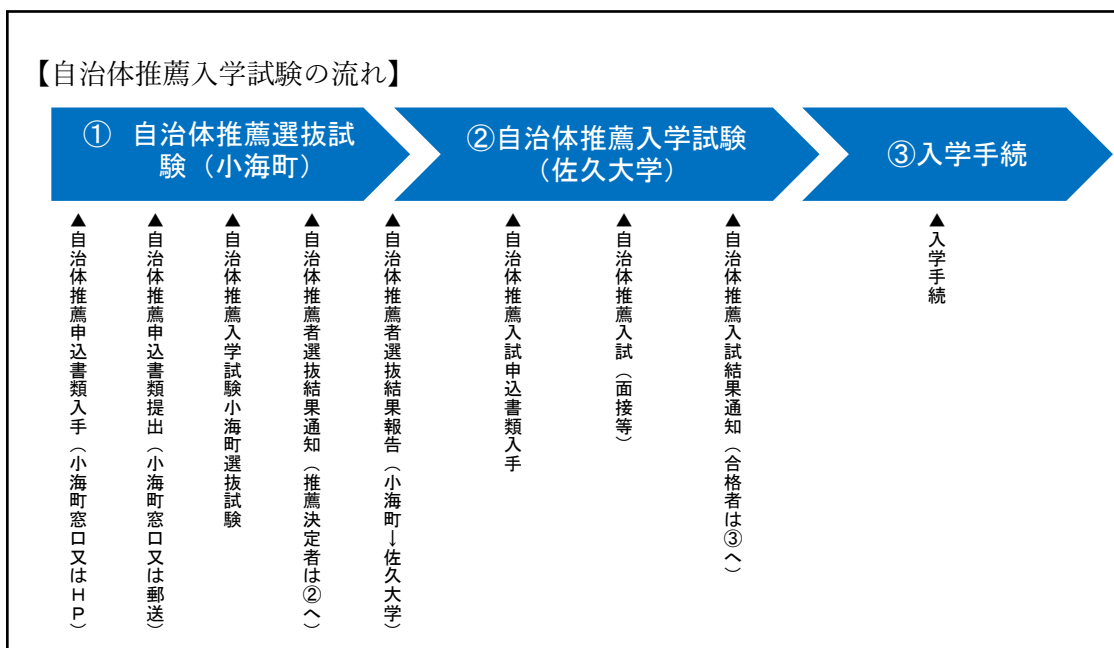 【自治体推薦入学試験の流れ】
① 自治体推薦選抜試
験（小海町）
②自治体推薦入学試験
（佐久大学）
③入学手続
▲自治体推薦申込書類入手（小海町窓口又はＨＰ）
▲自治体推薦申込書類提出（小海町窓口又は郵送）
▲自治体推薦入学試験小海町選抜試験
▲自治体推薦者選抜結果通知（推薦決定者は②へ）
▲自治体推薦者選抜結果報告（小海町→佐久大学）
▲自治体推薦入試申込書類入手
▲自治体推薦入試（面接等）
▲自治体推薦入試結果通知（合格者は③へ）
▲入学手続